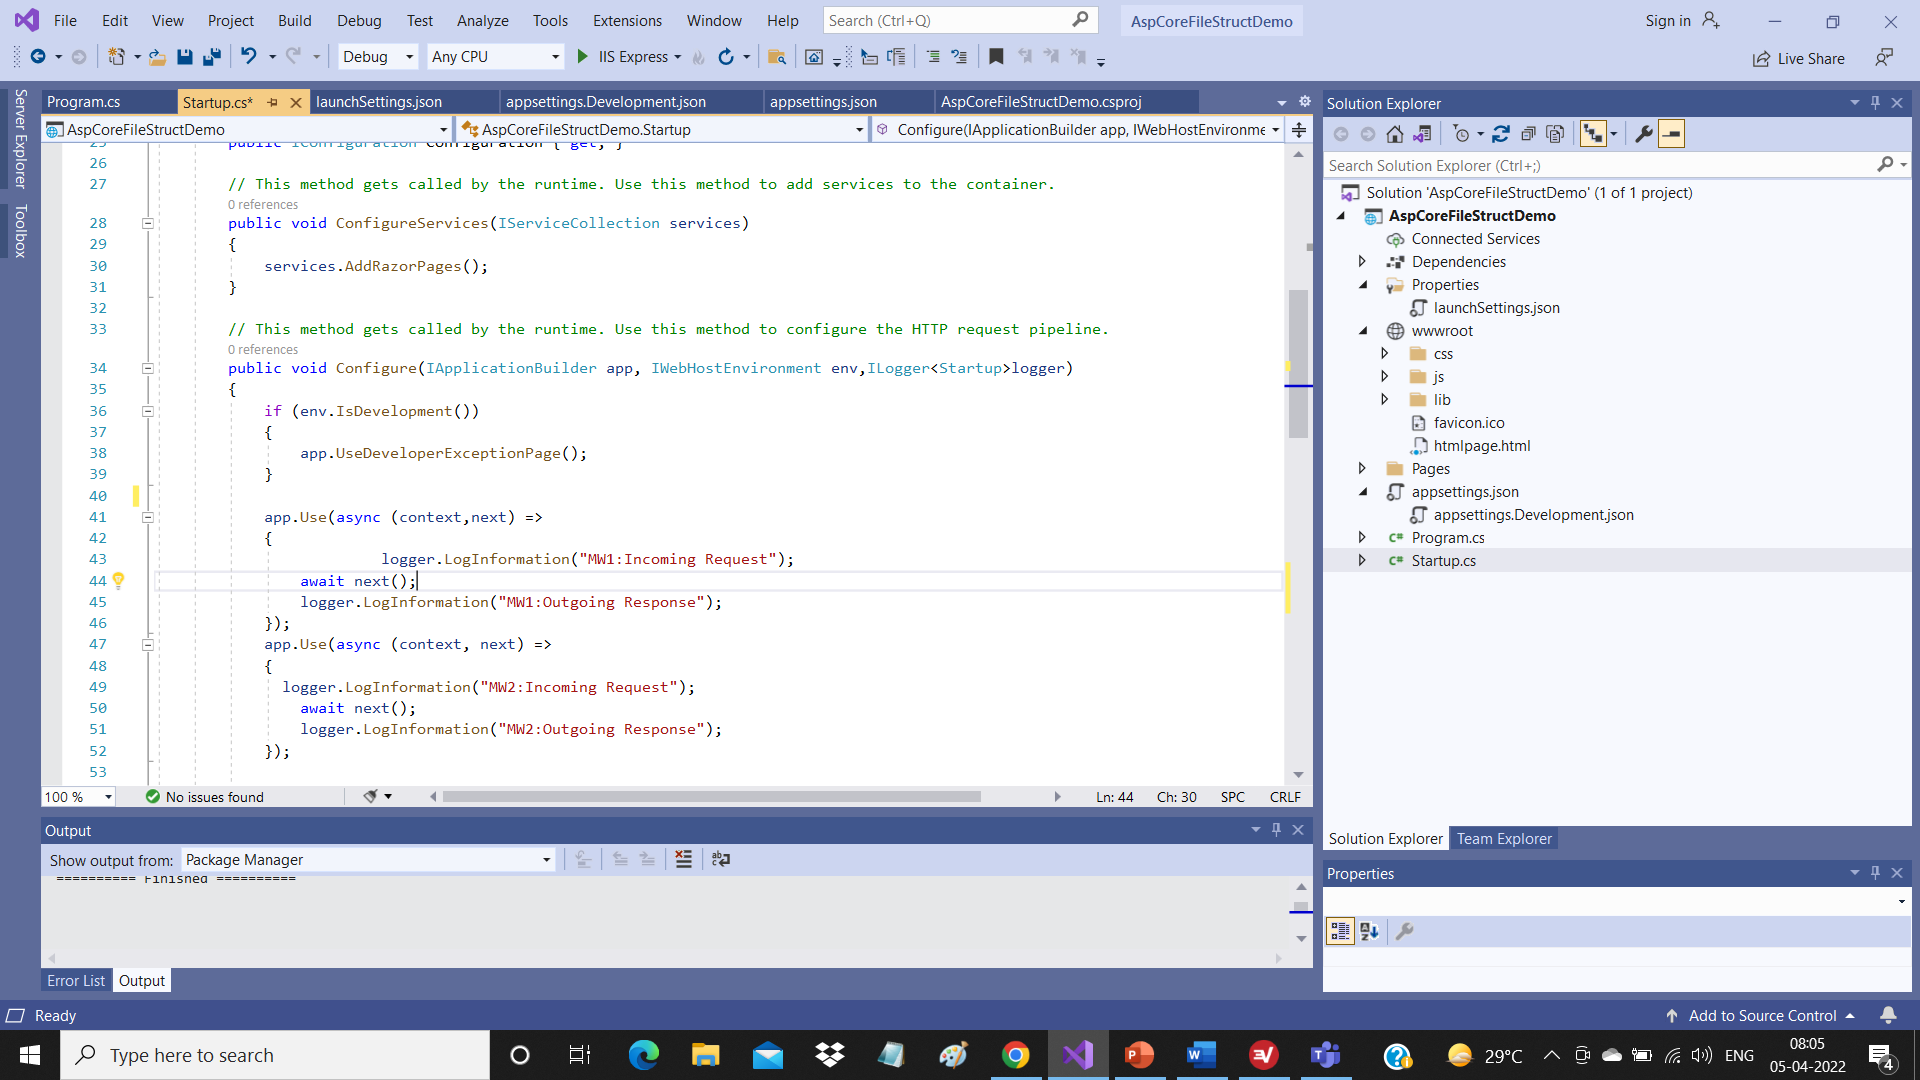 File Edit View Project Build Debug Test Analyze Tools Extensions Window Help Search (Ctrl+Q) AspCoreFileStructDemo Sign in
Debug Any CPU IIS Express Live Share
Server Explorer
Toolbox
Program.cs Startup.cs* launchSettings.json appsettings.Development.json appsettings.json AspCoreFileStructDemo.csproj
AspCoreFileStructDemo AspCoreFileStructDemo.Startup Configure(IApplicationBuilder app, IWebHostEnvironme
25 public IConfiguration Configuration { get; }
26
27 // This method gets called by the runtime. Use this method to add services to the container.
0 references
28 public void ConfigureServices(IServiceCollection services)
29 {
30 services.AddRazorPages();
31 }
32
33 // This method gets called by the runtime. Use this method to configure the HTTP request pipeline.
0 references
34 public void Configure(IApplicationBuilder app, IWebHostEnvironment env,ILogger<Startup>logger)
35 {
36 if (env.IsDevelopment())
37 {
38 app.UseDeveloperExceptionPage();
39 }
40
41 app.Use(async (context,next) =>
42 {
43 logger.LogInformation("MW1:Incoming Request");
44 await next();
45 logger.LogInformation("MW1:Outgoing Response");
46 });
47 app.Use(async (context, next) =>
48 {
49 logger.LogInformation("MW2:Incoming Request");
50 await next();
51 logger.LogInformation("MW2:Outgoing Response");
52 });
53
100 % No issues found Ln: 44 Ch: 30 SPC CRLF
Output
Show output from: Package Manager
========== Finished ==========
Error List Output
Solution Explorer
Search Solution Explorer (Ctrl+;)
Solution 'AspCoreFileStructDemo' (1 of 1 project)
AspCoreFileStructDemo
Connected Services
Dependencies
Properties
launchSettings.json
wwwroot
css
js
lib
favicon.ico
htmlpage.html
Pages
appsettings.json
appsettings.Development.json
C# Program.cs
C# Startup.cs
Solution Explorer Team Explorer
Properties
Ready Add to Source Control
Type here to search 29°C ENG 08:05
05-04-2022 4